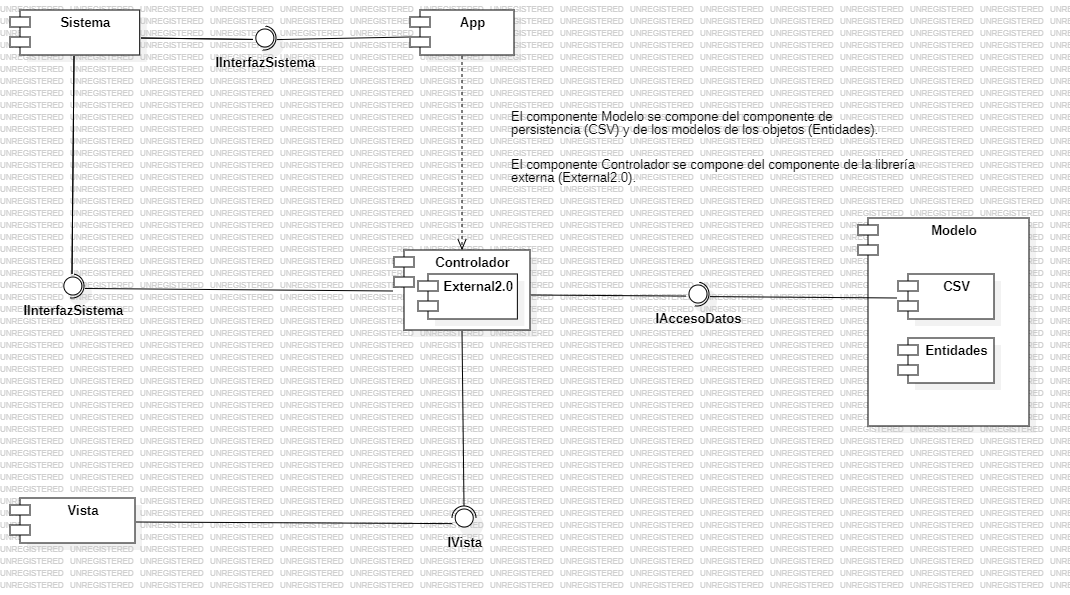 Sistema
App
IInterfazSistema
El componente Modelo se compone del componente de
persistencia (CSV) y de los modelos de los objetos (Entidades).
El componente Controlador se compone del componente de la librería
externa (External2.0).
Modelo
Controlador
External2.0
CSV
IInterfazSistema
IAccesoDatos
Entidades
Vista
IVista
UNREGISTERED